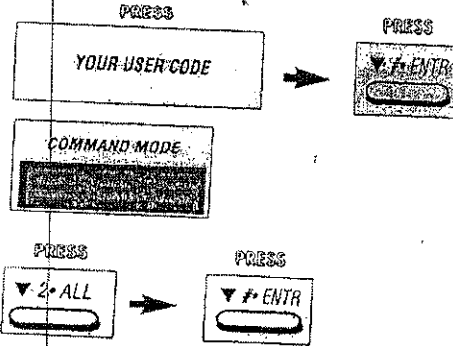 PRESS
PRESS
YOUR USER CODE
▼ #• ENTR
COMMAND MODE
PRESS
PRESS
▼ 2• ALL
▼ #• ENTR